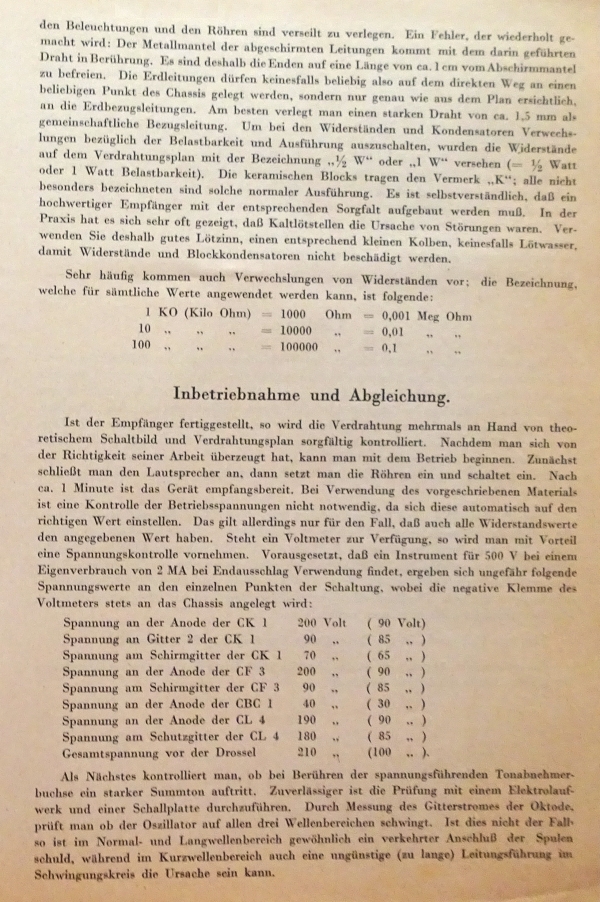 den Beleuchtungen und den Röhren sind verseilt zu verlegen. Ein Fehler, der wiederholt ge-
macht wird: Der Metallmantel der abgeschirmten Leitungen kommt mit dem darin geführten
Draht in Berührung. Es sind deshalb die Enden auf eine Länge von ca. 1 cm vom Abschirmmantel
zu befreien. Die Erdleitungen dürfen keinesfalls beliebig also auf dem direkten Weg an einen
beliebigen Punkt des Chassis gelegt werden, sondern nur genau wie aus dem Plan ersichtlich,
an die Erdbezugsleitungen. Am besten verlegt man einen starken Draht von ca. 1,5 mm als
gemeinschaftliche Bezugsleitung. Um bei den Widerständen und Kondensatoren Verwechs-
lungen bezüglich der Belastbarkeit und Ausführung auszuschalten, wurden die Widerstände
auf dem Verdrahtungsplan mit der Bezeichnung „½ W“ oder „1 W“ versehen (= ½ Watt
oder 1 Watt Belastbarkeit). Die keramischen Blocks tragen den Vermerk „K“; alle nicht
besonders bezeichneten sind solche normaler Ausführung. Es ist selbstverständlich, daß ein
hochwertiger Empfänger mit der entsprechenden Sorgfalt aufgebaut werden muß. In der
Praxis hat es sich sehr oft gezeigt, daß Kaltlötstellen die Ursache von Störungen waren. Ver-
wenden Sie deshalb gutes Lötzinn, einen entsprechend kleinen Kolben, keinesfalls Lötwasser,
damit Widerstände und Blockkondensatoren nicht beschädigt werden.
Sehr häufig kommen auch Verwechslungen von Widerständen vor; die Bezeichnung,
welche für sämtliche Werte angewendet werden kann, ist folgende:
1 KO (Kilo Ohm) = 1000 Ohm = 0,001 Meg Ohm
10 „ „ „ = 10000 „ = 0,01 „ „
100 „ „ „ = 100000 „ = 0,1 „ „
Inbetriebnahme und Abgleichung.
Ist der Empfänger fertiggestellt, so wird die Verdrahtung mehrmals an Hand von theo-
retischem Schaltbild und Verdrahtungsplan sorgfältig kontrolliert. Nachdem man sich von
der Richtigkeit seiner Arbeit überzeugt hat, kann man mit dem Betrieb beginnen. Zunächst
schließt man den Lautsprecher an, dann setzt man die Röhren ein und schaltet ein. Nach
ca. 1 Minute ist das Gerät empfangsbereit. Bei Verwendung des vorgeschriebenen Materials
ist eine Kontrolle der Betriebsspannungen nicht notwendig, da sich diese automatisch auf den
richtigen Wert einstellen. Das gilt allerdings nur für den Fall, daß auch alle Widerstandswerte
den angegebenen Wert haben. Steht ein Voltmeter zur Verfügung, so wird man mit Vorteil
eine Spannungskontrolle vornehmen. Vorausgesetzt, daß ein Instrument für 500 V bei einem
Eigenverbrauch von 2 MA bei Endausschlag Verwendung findet, ergeben sich ungefähr folgende
Spannungswerte an den einzelnen Punkten der Schaltung, wobei die negative Klemme des
Voltmeters stets an das Chassis angelegt wird:
Spannung an der Anode der CK 1 200 Volt ( 90 Volt)
Spannung an Gitter 2 der CK 1 90 „ ( 85 „ )
Spannung am Schirmgitter der CK 1 70 „ ( 65 „ )
Spannung an der Anode der CF 3 200 „ ( 90 „ )
Spannung am Schirmgitter der CF 3 90 „ ( 85 „ )
Spannung an der Anode der CBC 1 40 „ ( 30 „ )
Spannung an der Anode der CL 4 190 „ ( 90 „ )
Spannung am Schutzgitter der CL 4 180 „ ( 85 „ )
Gesamtspannung vor der Drossel 210 „ (100 „ ).
Als Nächstes kontrolliert man, ob bei Berühren der spannungsführenden Tonabnehmer-
buchse ein starker Summton auftritt. Zuverlässiger ist die Prüfung mit einem Elektrolauf-
werk und einer Schallplatte durchzuführen. Durch Messung des Gitterstromes der Oktode,
prüft man ob der Oszillator auf allen drei Wellenbereichen schwingt. Ist dies nicht der Fall,
so ist im Normal- und Langwellenbereich gewöhnlich ein verkehrter Anschluß der Spulen
schuld, während im Kurzwellenbereich auch eine ungünstige (zu lange) Leitungsführung im
Schwingungskreis die Ursache sein kann.